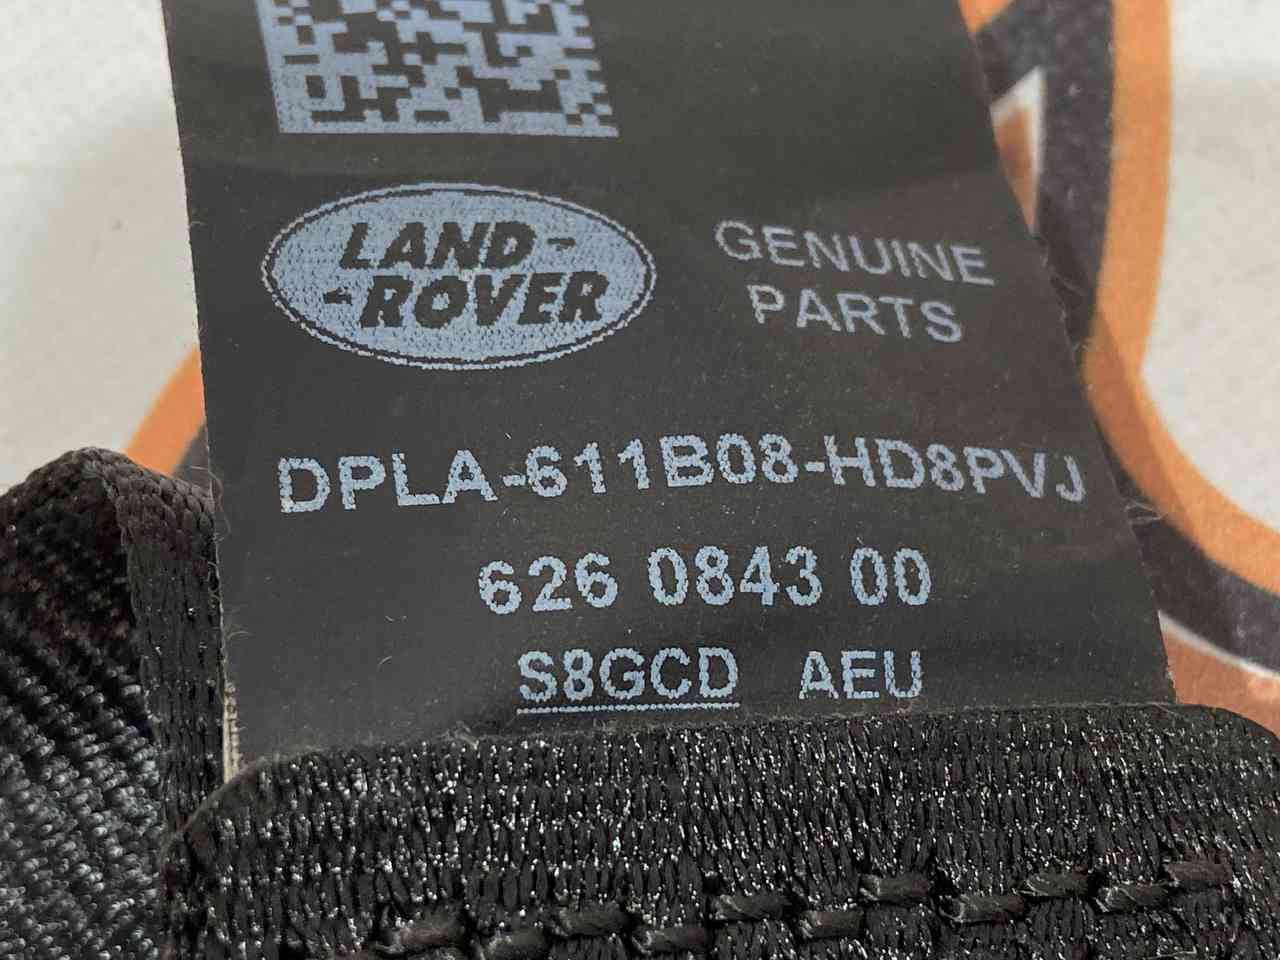 LAND-
-ROVER
GENUINE
PARTS
DPLA-611B08-HD8PVJ
626 0843 00
S8GCD AEU